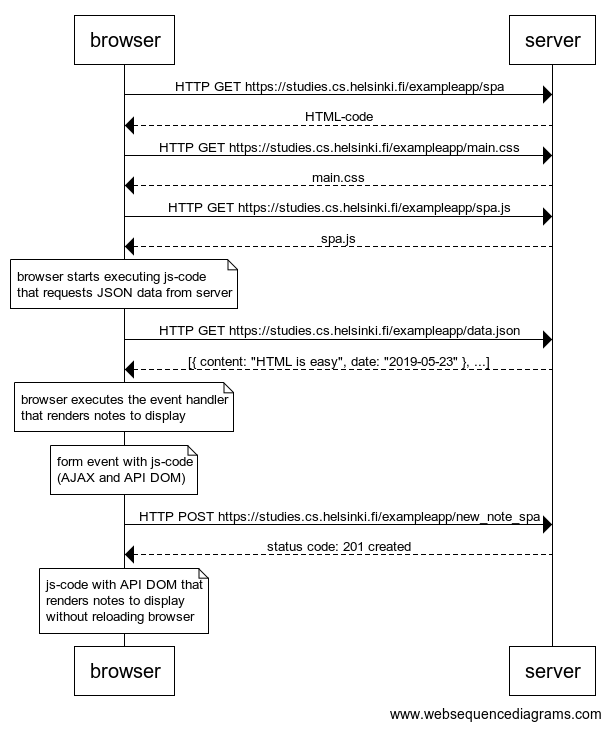 browser
server
HTTP GET https://studies.cs.helsinki.fi/exampleapp/spa
HTML-code
HTTP GET https://studies.cs.helsinki.fi/exampleapp/main.css
main.css
HTTP GET https://studies.cs.helsinki.fi/exampleapp/spa.js
spa.js
browser starts executing js-code
that requests JSON data from server
HTTP GET https://studies.cs.helsinki.fi/exampleapp/data.json
[{ content: "HTML is easy", date: "2019-05-23" }, ...]
browser executes the event handler
that renders notes to display
form event with js-code
(AJAX and API DOM)
HTTP POST https://studies.cs.helsinki.fi/exampleapp/new_note_spa
status code: 201 created
js-code with API DOM that
renders notes to display
without reloading browser
browser
server
www.websequencediagrams.com